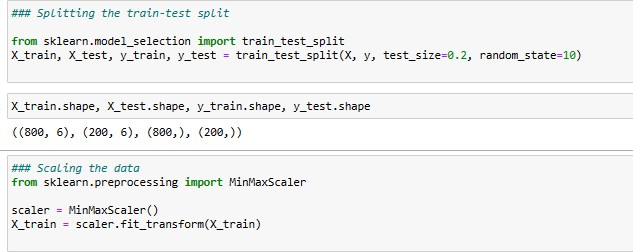 ### Splitting the train-test split
from sklearn.model_selection import train_test_split
X_train, X_test, y_train, y_test = train_test_split(X, y, test_size=0.2, random_state=10)
X_train.shape, X_test.shape, y_train.shape, y_test.shape
((800, 6), (200, 6), (800,), (200,))
### Scaling the data
from sklearn.preprocessing import MinMaxScaler
scaler = MinMaxScaler()
X_train = scaler.fit_transform(X_train)